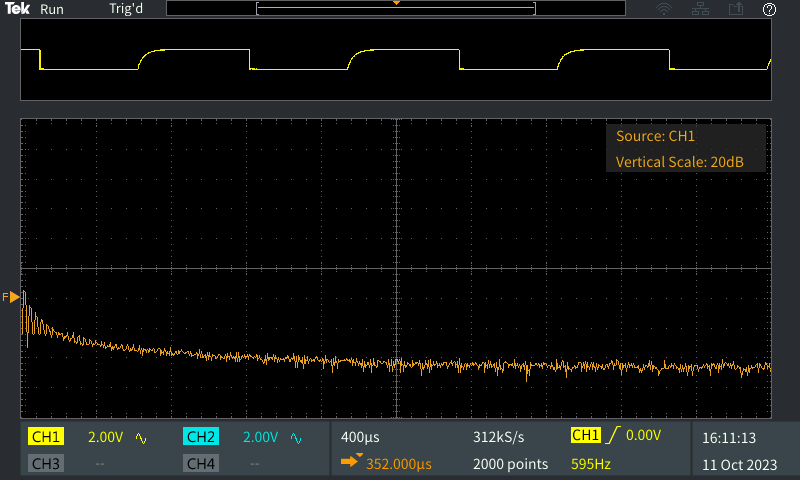 Tek Run Trig'd ?
Source: CH1
Vertical Scale: 20dB
F
CH1 2.00V CH2 2.00V 400µs 312kS/s CH1 0.00V 16:11:13
CH3 -- CH4 -- 352.000µs 2000 points 595Hz 11 Oct 2023